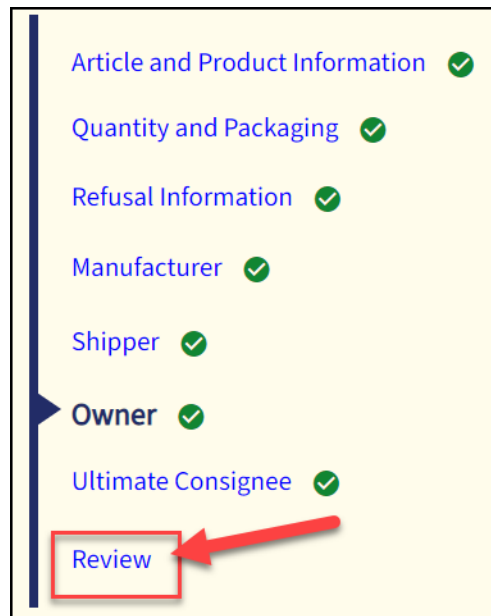 Article and Product Information
Quantity and Packaging
Refusal Information
Manufacturer
Shipper
Owner
Ultimate Consignee
Review